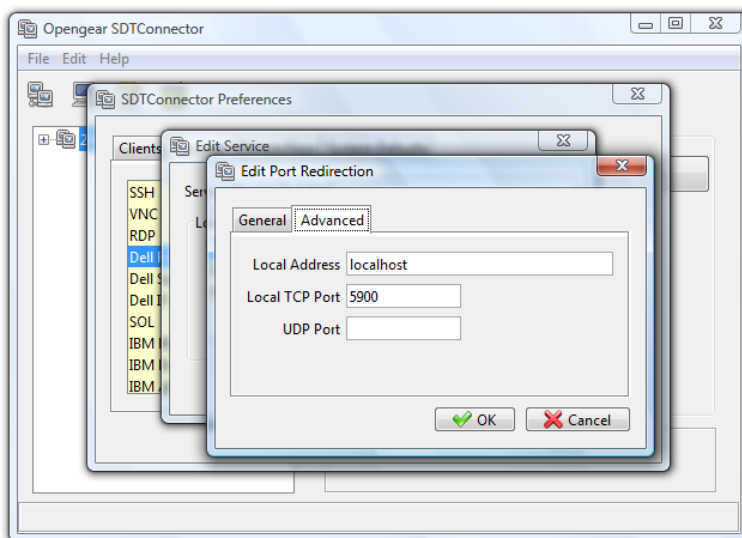 Opengear SDTConnector
File Edit Help
SDTConnector Preferences
Clients
Edit Service
Edit Port Redirection
SSH
VNC
RDP
Dell
Dell
Dell
SOL
IBM
IBM
IBM
General Advanced
Local Address localhost
Local TCP Port 5900
UDP Port
OK Cancel